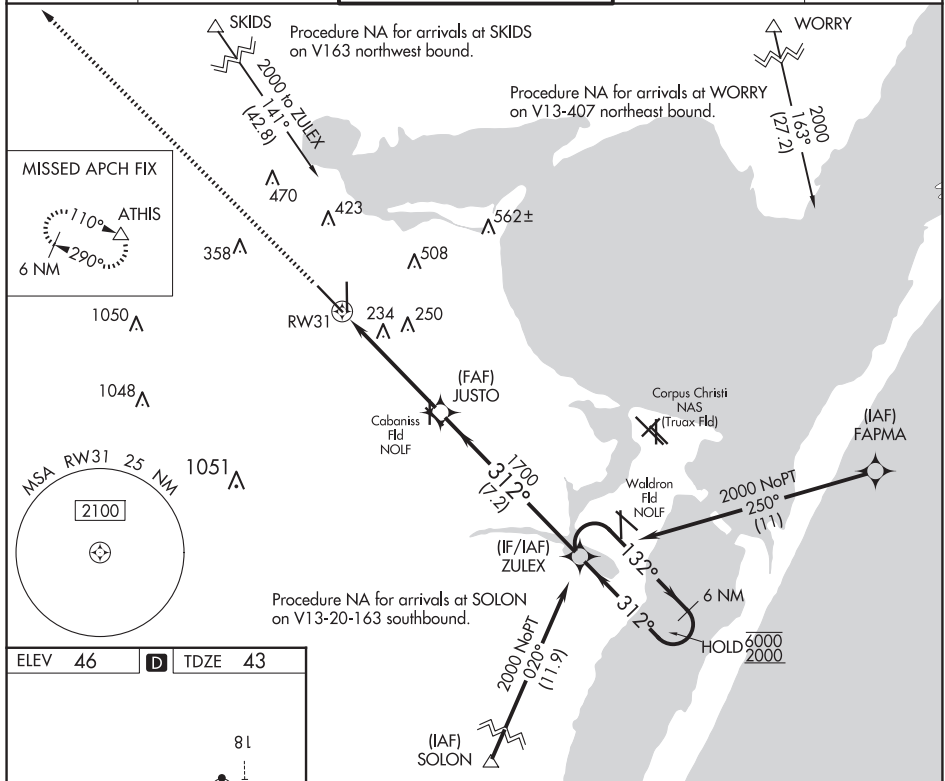 SKIDS
Procedure NA for arrivals at SKIDS
on V163 northwest bound.
WORRY
2000 to ZULEX
141°
(42.8)
Procedure NA for arrivals at WORRY
on V13-407 northeast bound.
2000
163°
(27.2)
MISSED APCH FIX
110°
ATHIS
290°
6 NM
470
423
562±
358
508
1050
RW31
234
250
1048
(FAF)
JUSTO
Cabaniss
Fld
NOLF
Corpus Christi
NAS
(Truax Fld)
(IAF)
FAPMA
MSA RW31 25 NM
2100
1051
1700
312°
(7.2)
Waldron
Fld
NOLF
2000 NoPT
250°
(11)
(IF/IAF)
ZULEX
132°
312°
6 NM
HOLD 6000
2000
Procedure NA for arrivals at SOLON
on V13-20-163 southbound.
2000 NoPT
020°
(11.9)
(IAF)
SOLON
ELEV 46
D
TDZE 43
18